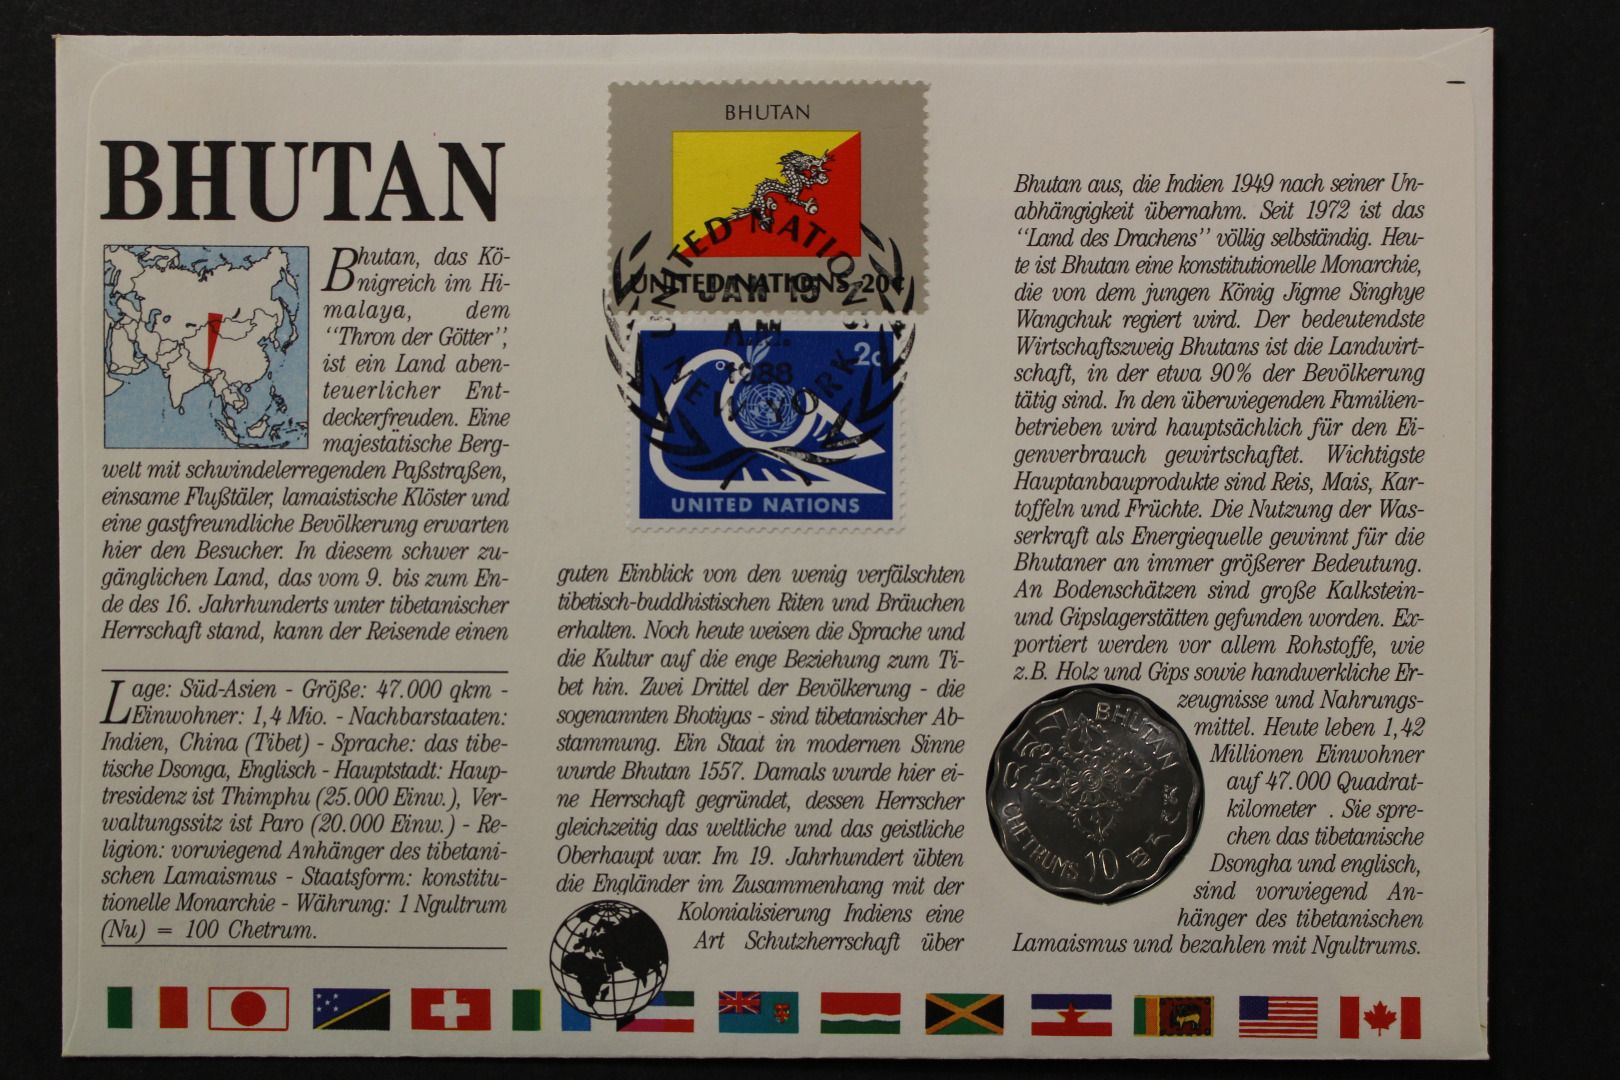 BHUTAN
Bhutan, das Kö-
nigreich im Hi-
malaya, dem
“Thron der Götter”,
ist ein Land aben-
teuerlicher Ent-
deckerfreuden. Eine
majestätische Berg-
welt mit schwindelerregenden Paßstraßen,
einsame Flußtäler, lamaistische Klöster und
eine gastfreundliche Bevölkerung erwarten
hier den Besucher. In diesem schwer zu-
gänglichen Land, das vom 9. bis zum En-
de des 16. Jahrhunderts unter tibetanischer
Herrschaft stand, kann der Reisende einen
Lage: Süd-Asien - Größe: 47.000 qkm -
Einwohner: 1,4 Mio. - Nachbarstaaten:
Indien, China (Tibet) - Sprache: das tibe-
tische Dsonga, Englisch - Hauptstadt: Haup-
tresidenz ist Thimphu (25.000 Einw.), Ver-
waltungssitz ist Paro (20.000 Einw.) - Re-
ligion: vorwiegend Anhänger des tibetani-
schen Lamaismus - Staatsform: konstitu-
tionelle Monarchie - Währung: 1 Ngultrum
(Nu) = 100 Chetrum.
BHUTAN
UNITED NATIONS 20¢
UNITED NATIONS
JAN 15
A.M.
1988
NEW YORK
2c
UNITED NATIONS
guten Einblick von den wenig verfälschten
tibetisch-buddhistischen Riten und Bräuchen
erhalten. Noch heute weisen die Sprache und
die Kultur auf die enge Beziehung zum Ti-
bet hin. Zwei Drittel der Bevölkerung - die
sogenannten Bhotiyas - sind tibetanischer Ab-
stammung. Ein Staat in modernen Sinne
wurde Bhutan 1557. Damals wurde hier ei-
ne Herrschaft gegründet, dessen Herrscher
gleichzeitig das weltliche und das geistliche
Oberhaupt war. Im 19. Jahrhundert übten
die Engländer im Zusammenhang mit der
Kolonialisierung Indiens eine
Art Schutzherrschaft über
Bhutan aus, die Indien 1949 nach seiner Un-
abhängigkeit übernahm. Seit 1972 ist das
“Land des Drachens” völlig selbständig. Heu-
te ist Bhutan eine konstitutionelle Monarchie,
die von dem jungen König Jigme Singhye
Wangchuk regiert wird. Der bedeutendste
Wirtschaftszweig Bhutans ist die Landwirt-
schaft, in der etwa 90% der Bevölkerung
tätig sind. In den überwiegenden Familien-
betrieben wird hauptsächlich für den Ei-
genverbrauch gewirtschaftet. Wichtigste
Hauptanbauprodukte sind Reis, Mais, Kar-
toffeln und Früchte. Die Nutzung der Was-
serkraft als Energiequelle gewinnt für die
Bhutaner an immer größerer Bedeutung.
An Bodenschätzen sind große Kalkstein-
und Gipslagerstätten gefunden worden. Ex-
portiert werden vor allem Rohstoffe, wie
z.B. Holz und Gips sowie handwerkliche Er-
zeugnisse und Nahrungs-
mittel. Heute leben 1,42
Millionen Einwohner
auf 47.000 Quadrat-
kilometer . Sie spre-
chen das tibetanische
Dsongha und englisch,
sind vorwiegend An-
hänger des tibetanischen
Lamaismus und bezahlen mit Ngultrums.
BHUTAN
CHETRUMS 10